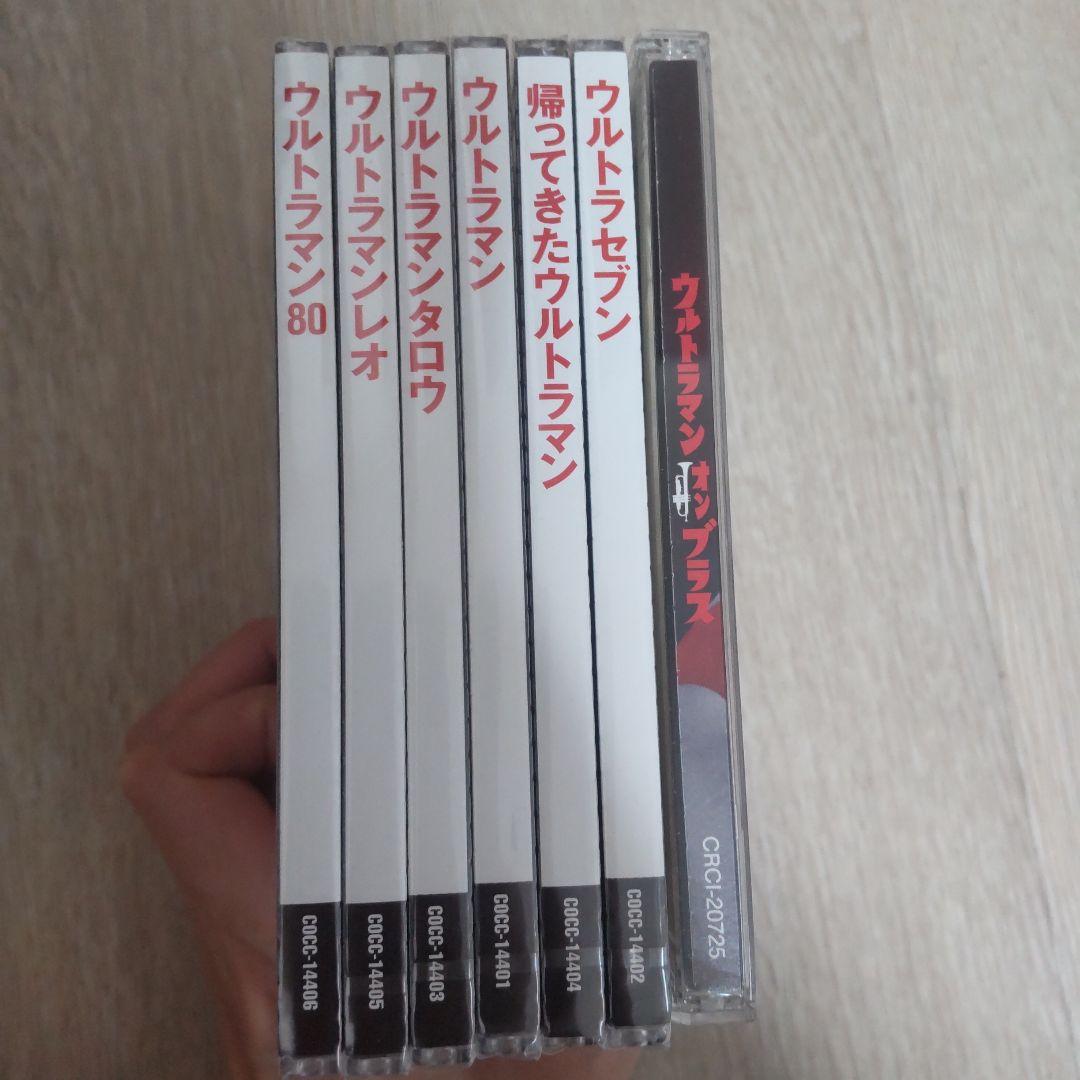 ウルトラマン80
COCC-14406
ウルトラマンレオ
COCC-14405
ウルトラマンタロウ
COCC-14403
ウルトラマン
COCC-14401
帰ってきたウルトラマン
COCC-14404
ウルトラセブン
COCC-14402
ウルトラマン オン ブラス
CRCI-20725